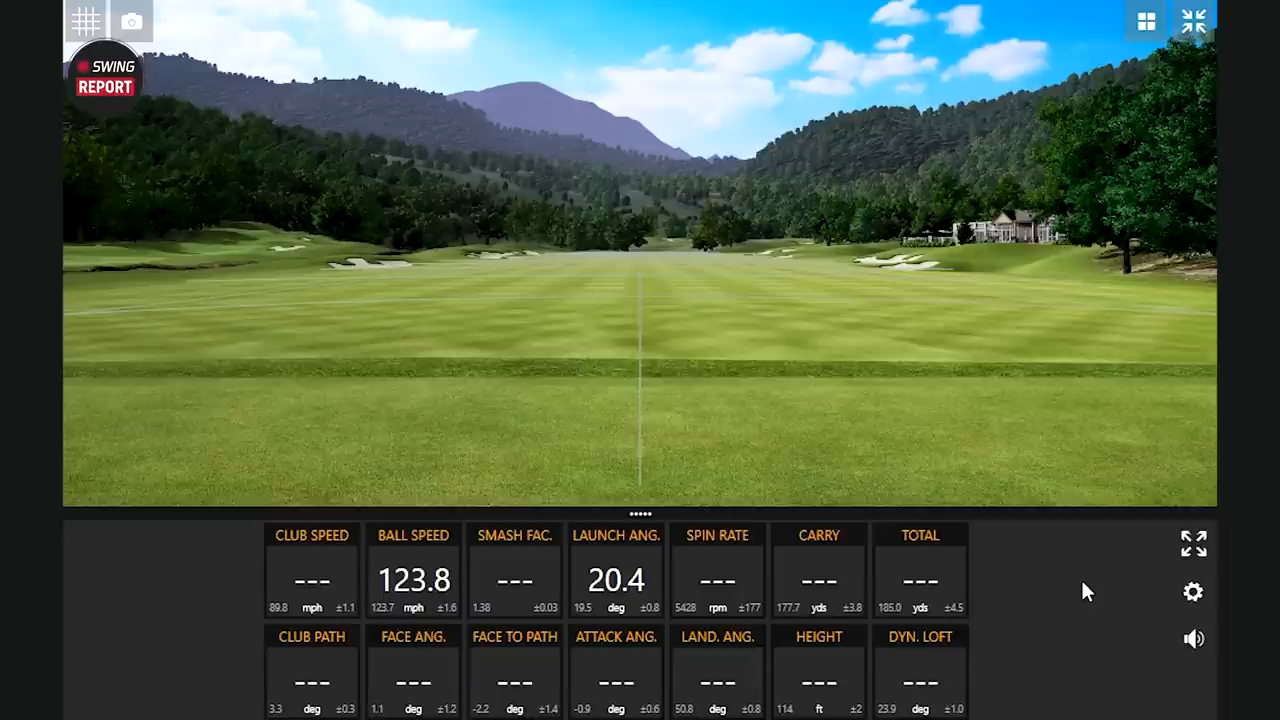 SWING
REPORT
CLUB SPEED BALL SPEED SMASH FAC. LAUNCH ANG. SPIN RATE CARRY TOTAL
--- 123.8 --- 20.4 --- --- ---
89.8 mph ±1.1 123.7 mph ±1.6 1.38 ±0.03 19.5 deg ±0.8 5428 rpm ±177 177.7 yds ±3.8 185.0 yds ±4.5
CLUB PATH FACE ANG. FACE TO PATH ATTACK ANG. LAND. ANG. HEIGHT DYN. LOFT
--- --- --- --- --- --- ---
3.3 deg ±0.3 1.1 deg ±1.2 -2.2 deg ±1.4 -0.9 deg ±0.6 50.8 deg ±0.8 114 ft ±2 23.9 deg ±1.0